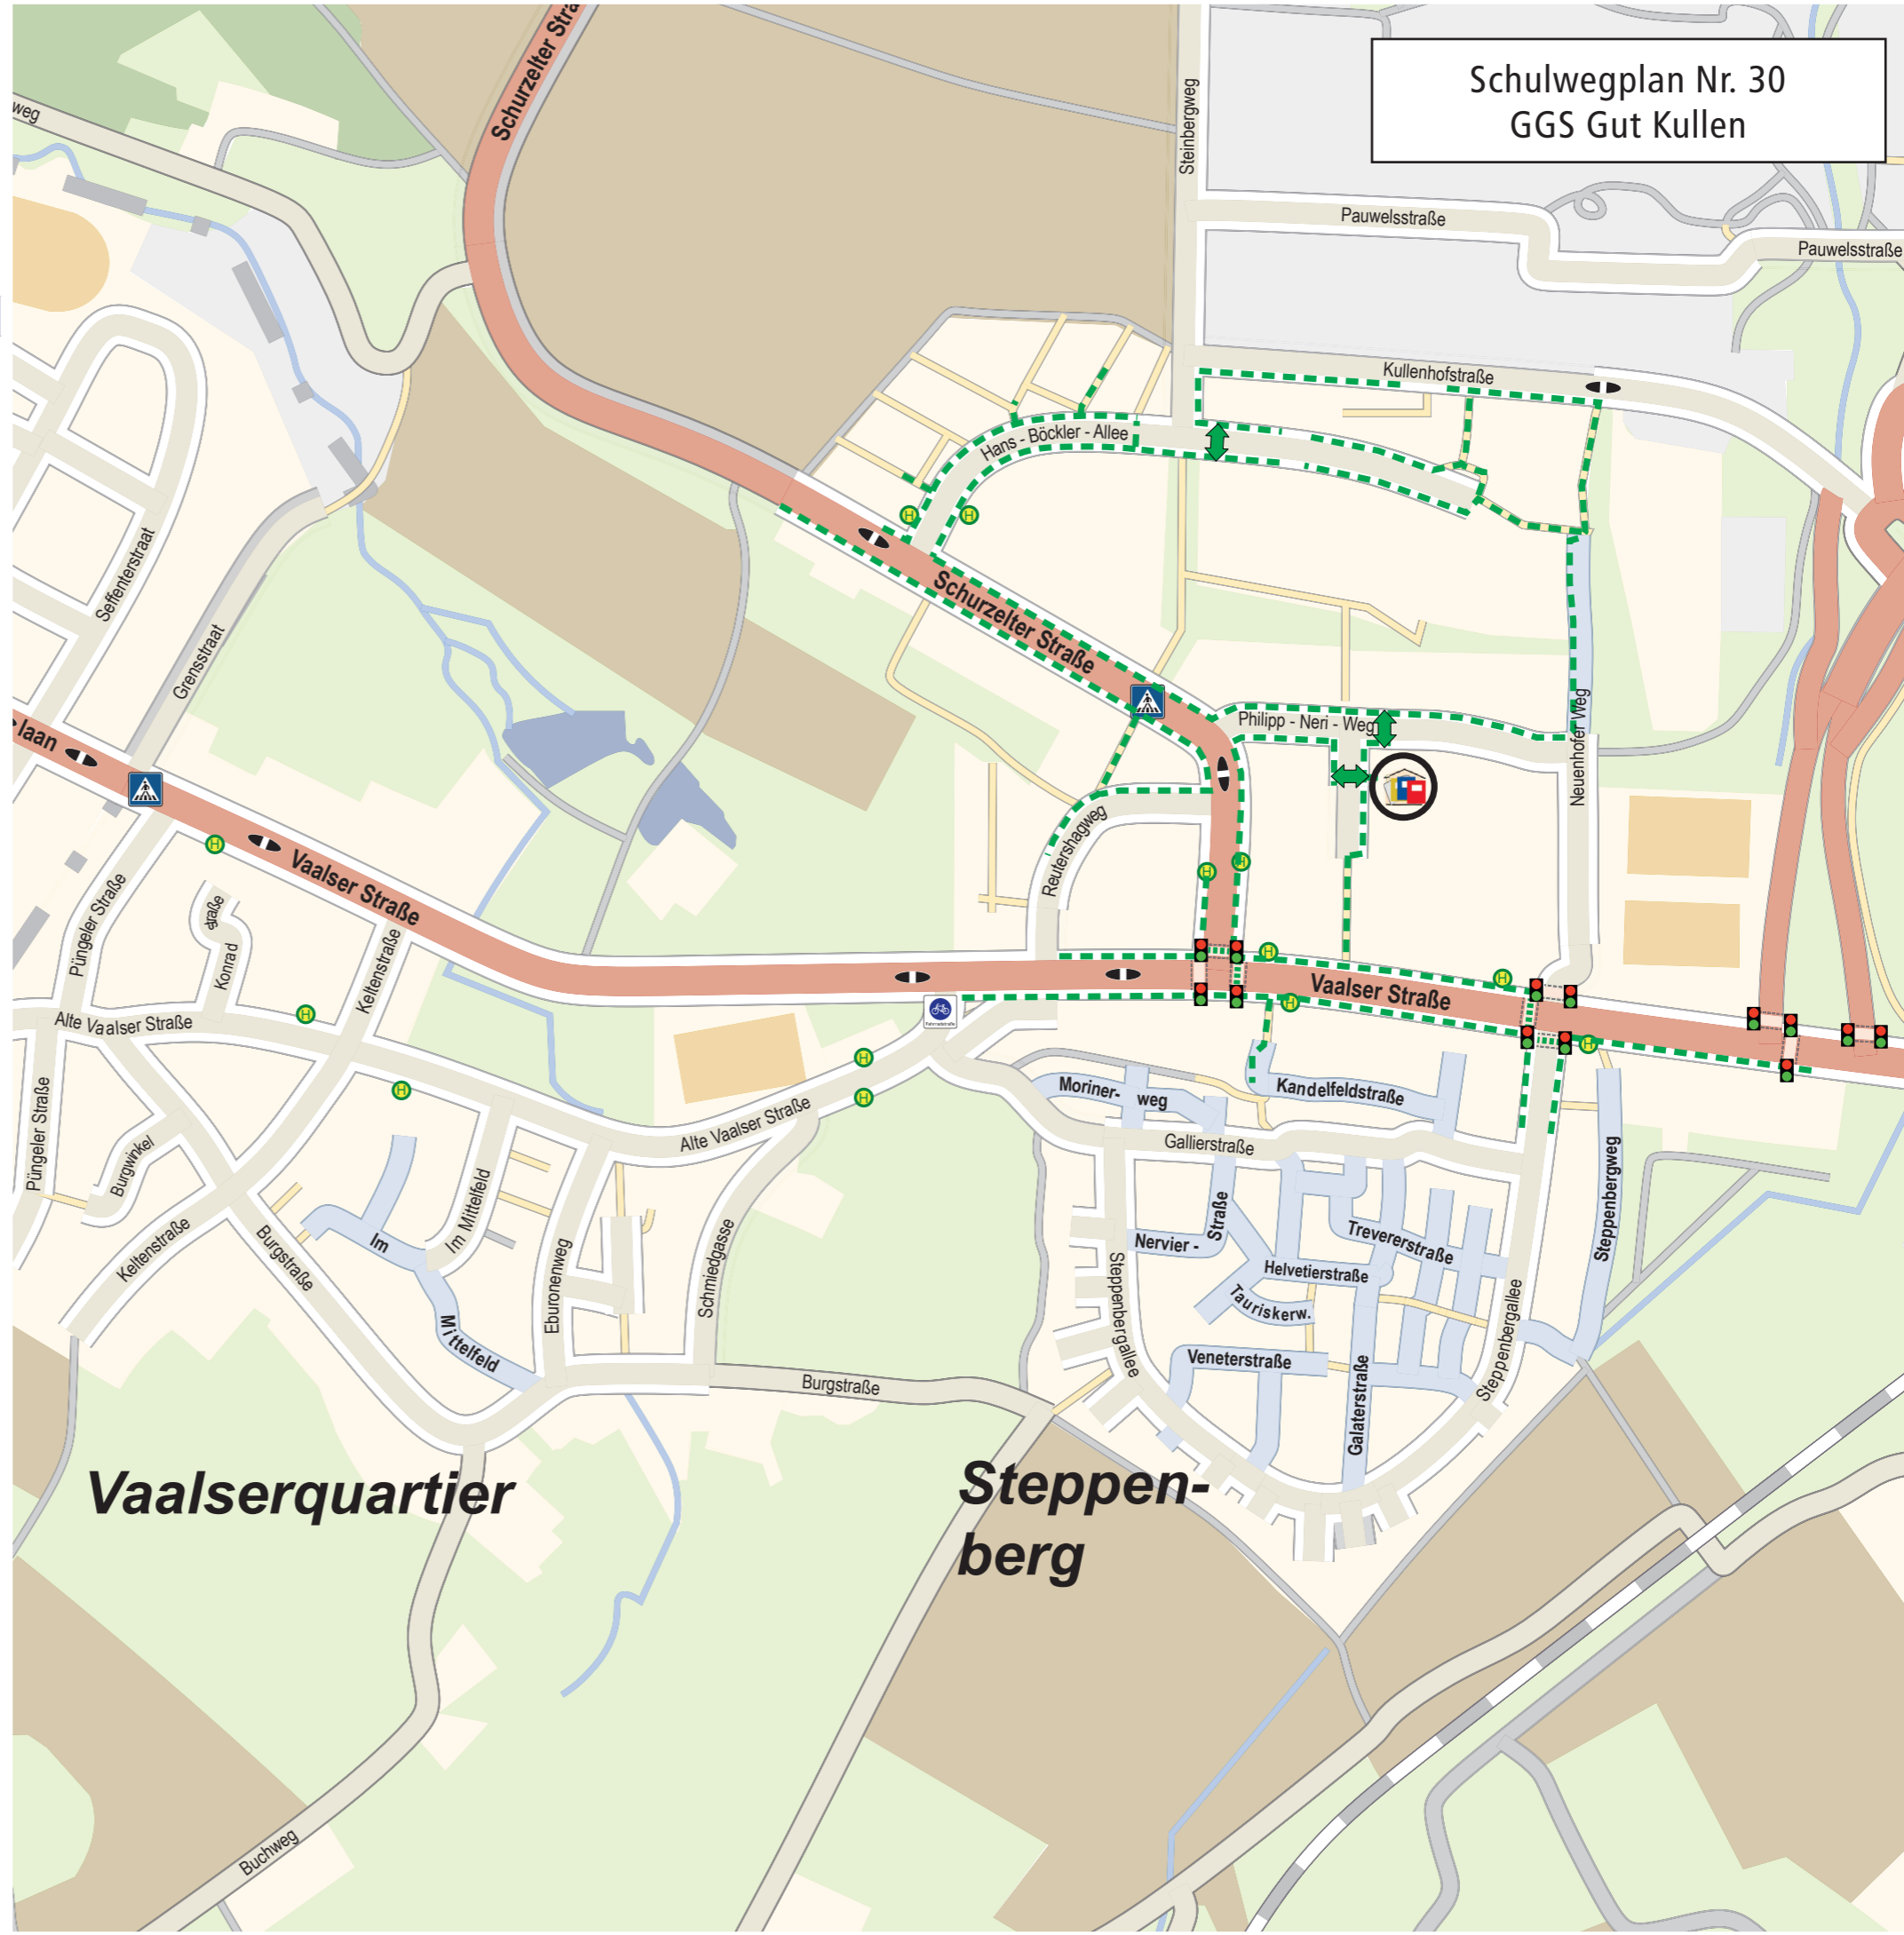 Schulwegplan Nr. 30
GGS Gut Kullen
weg
Schurzelter Stra
Steinbergweg
Pauwelsstraße
Pauwelsstraße
Kullenhofstraße
Hans - Böckler - Allee
H
H
Seffenterstraat
Grensstraat
Schurzelter Straße
Philipp - Neri - Weg
Neuenhofer Weg
laan
Vaalser Straße
H
Reutershagweg
H
H
Püngeler Straße
straße
Konrad
Keltenstraße
H
H
Vaalser Straße
H
Alte Vaalser Straße
H
H
H
H
H
Alte Vaalser Straße
Moriner-
weg
Kandelfeldstraße
Gallierstraße
Püngeler Straße
Burgwinkel
Keltenstraße
Burgstraße
Im
Mittelfeld
Im Mittelfeld
Eburonenweg
Schmiedgasse
Burgstraße
Steppenbergallee
Nervier -
Straße
Helvetierstraße
Trevererstraße
Tauriskerw.
Veneterstraße
Galaterstraße
Steppenbergallee
Steppenbergweg
Vaalserquartier
Steppen-
berg
Buchweg